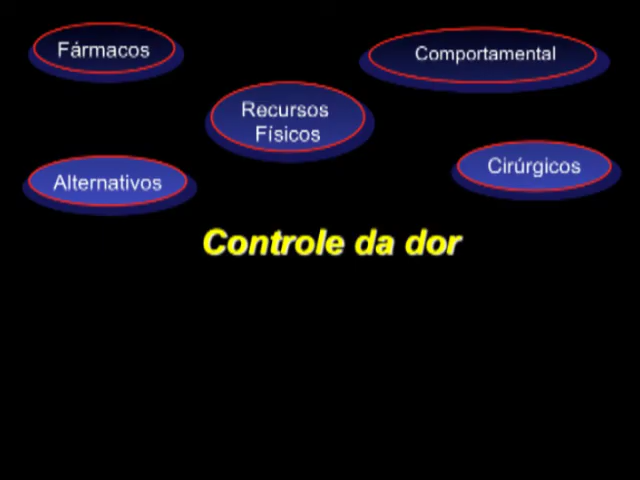 Fármacos
Comportamental
Recursos
Físicos
Alternativos
Cirúrgicos
Controle da dor